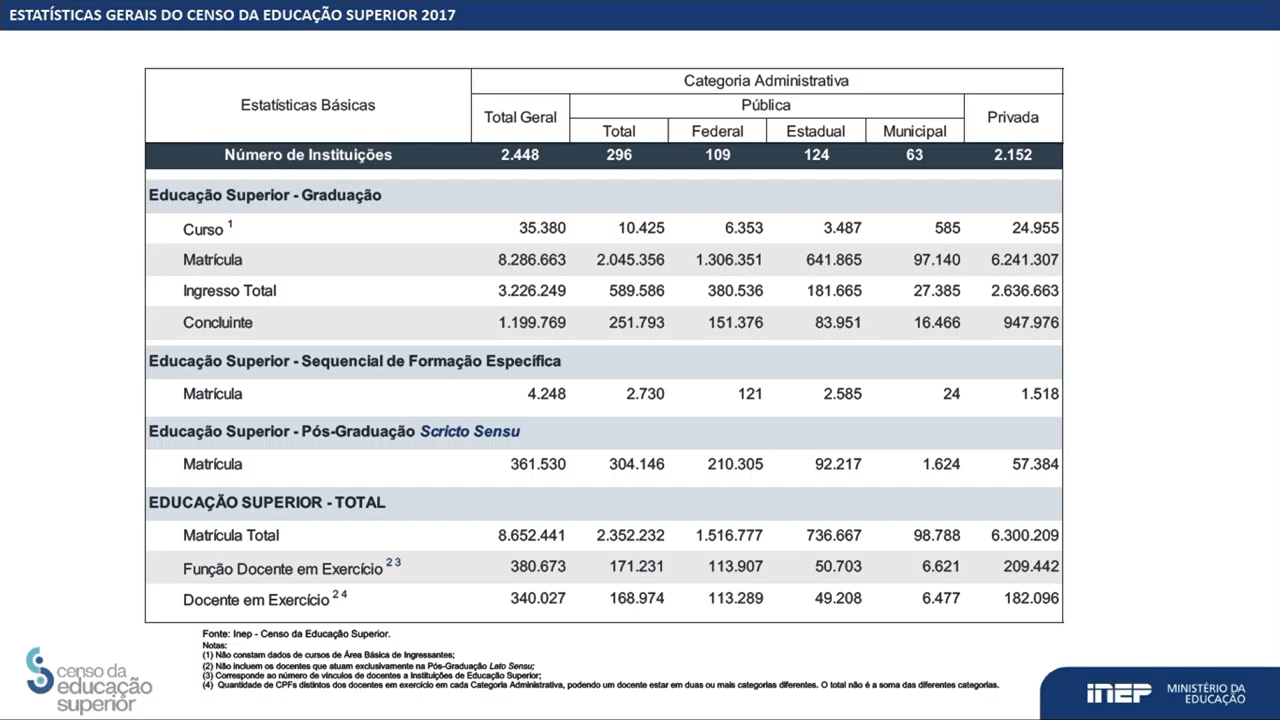 ESTATÍSTICAS GERAIS DO CENSO DA EDUCAÇÃO SUPERIOR 2017
Estatísticas Básicas
Categoria Administrativa
Total Geral
Pública
Privada
Total Federal Estadual Municipal
Número de Instituições 2.448 296 109 124 63 2.152
Educação Superior - Graduação
Curso 1 35.380 10.425 6.353 3.487 585 24.955
Matrícula 8.286.663 2.045.356 1.306.351 641.865 97.140 6.241.307
Ingresso Total 3.226.249 589.586 380.536 181.665 27.385 2.636.663
Concluinte 1.199.769 251.793 151.376 83.951 16.466 947.976
Educação Superior - Sequencial de Formação Específica
Matrícula 4.248 2.730 121 2.585 24 1.518
Educação Superior - Pós-Graduação Scricto Sensu
Matrícula 361.530 304.146 210.305 92.217 1.624 57.384
EDUCAÇÃO SUPERIOR - TOTAL
Matrícula Total 8.652.441 2.352.232 1.516.777 736.667 98.788 6.300.209
Função Docente em Exercício 2 3 380.673 171.231 113.907 50.703 6.621 209.442
Docente em Exercício 2 4 340.027 168.974 113.289 49.208 6.477 182.096
Fonte: Inep - Censo da Educação Superior.
Notas:
(1) Não constam dados de cursos de Área Básica de Ingressantes;
(2) Não incluem os docentes que atuam exclusivamente na Pós-Graduação Lato Sensu;
(3) Corresponde ao número de vínculos de docentes a Instituições de Educação Superior;
(4) Quantidade de CPFs distintos dos docentes em exercício em cada Categoria Administrativa, podendo um docente estar em duas ou mais categorias diferentes. O total não é a soma das diferentes categorias.
censo da
educação
superior
inep
MINISTÉRIO DA
EDUCAÇÃO